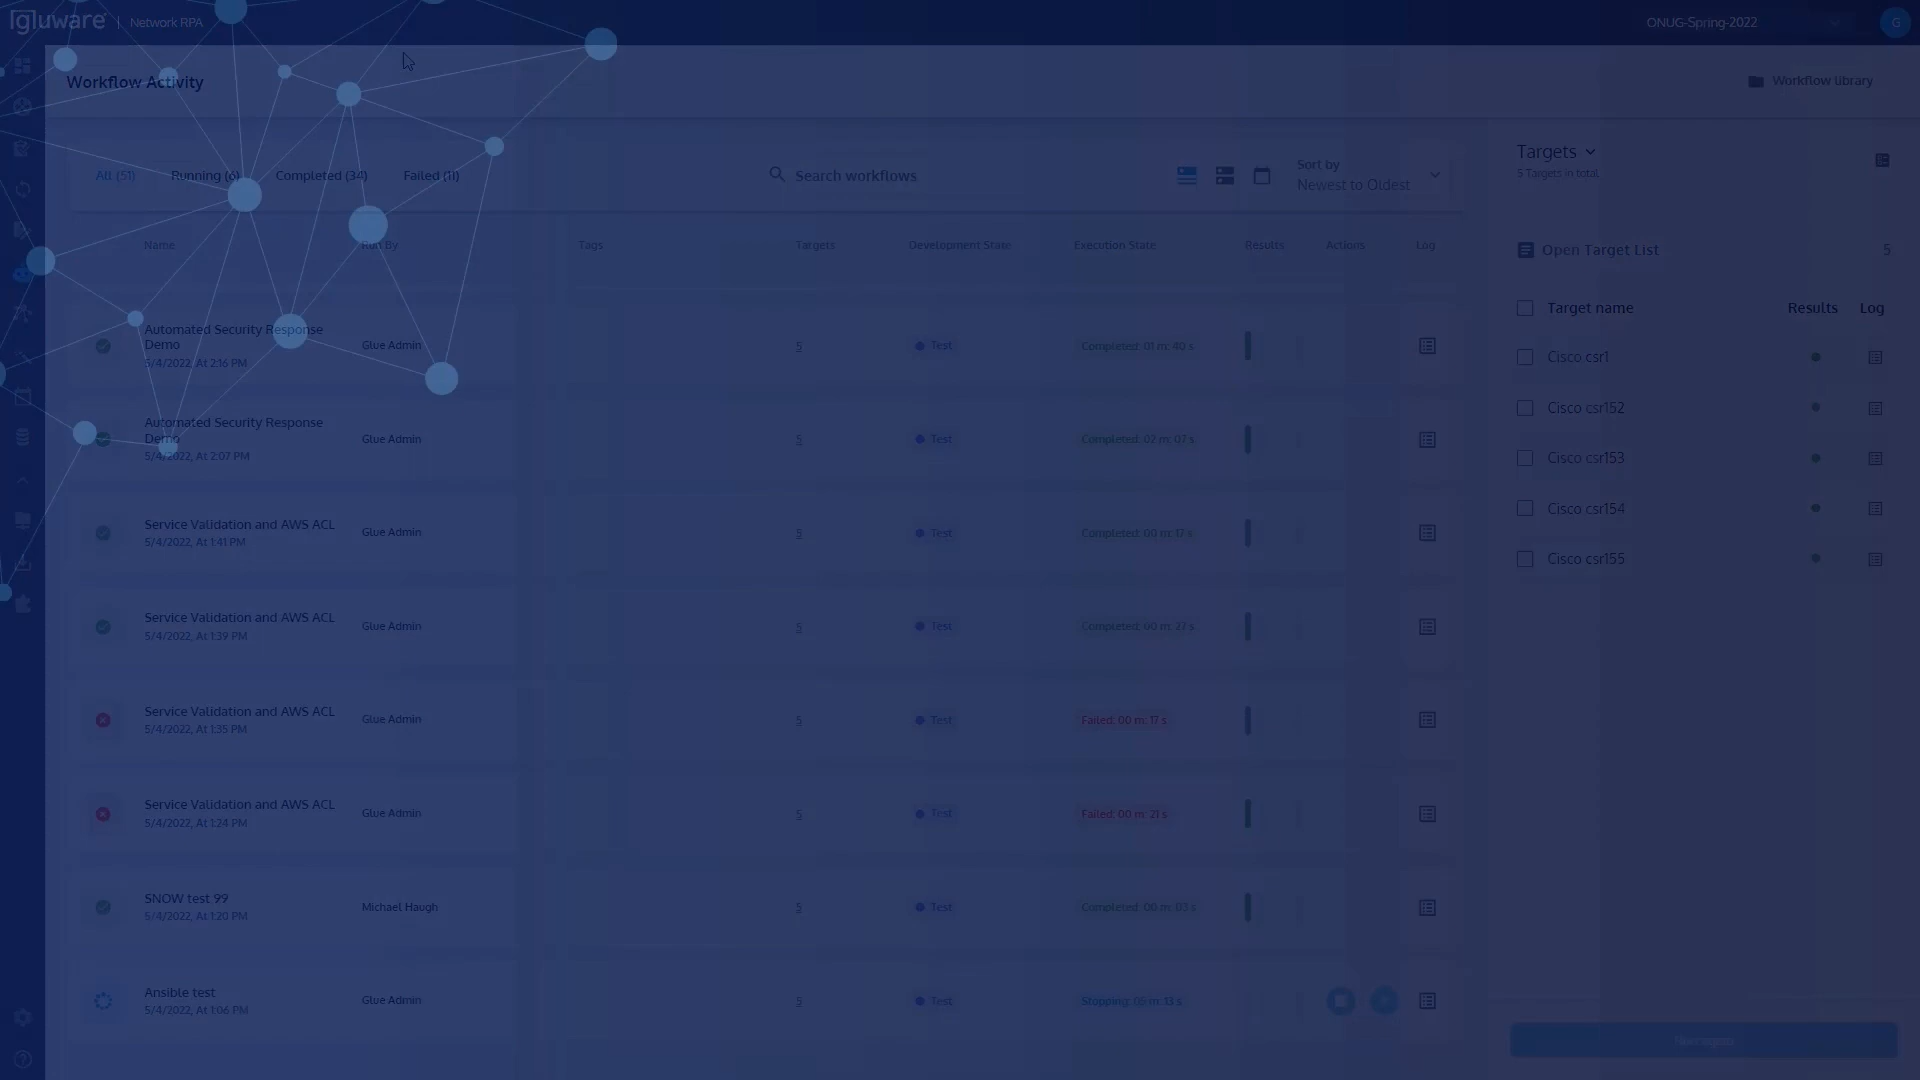 gluware® | Network RPA
ONUG-Spring-2022
G
Workflow Activity
Workflow library
All (51)
Running (6)
Completed (34)
Failed (11)
Search workflows
Sort by
Newest to Oldest
Name
Run By
Tags
Targets
Development State
Execution State
Results
Actions
Log
Automated Security Response
Demo
5/4/2022, At 2:16 PM
Glue Admin
5
Test
Completed: 01 m: 40 s
Automated Security Response
Demo
5/4/2022, At 2:07 PM
Glue Admin
5
Test
Completed: 02 m: 07 s
Service Validation and AWS ACL
5/4/2022, At 1:41 PM
Glue Admin
5
Test
Completed: 00 m: 17 s
Service Validation and AWS ACL
5/4/2022, At 1:39 PM
Glue Admin
5
Test
Completed: 00 m: 27 s
Service Validation and AWS ACL
5/4/2022, At 1:35 PM
Glue Admin
5
Test
Failed: 00 m: 17 s
Service Validation and AWS ACL
5/4/2022, At 1:24 PM
Glue Admin
5
Test
Failed: 00 m: 21 s
SNOW test 99
5/4/2022, At 1:20 PM
Michael Haugh
5
Test
Completed: 00 m: 03 s
Ansible test
5/4/2022, At 1:06 PM
Glue Admin
5
Test
Stopping: 05 m: 13 s
Targets
5 Targets in total.
Open Target List
5
Target name
Results
Log
Cisco csr1
Cisco csr152
Cisco csr153
Cisco csr154
Cisco csr155